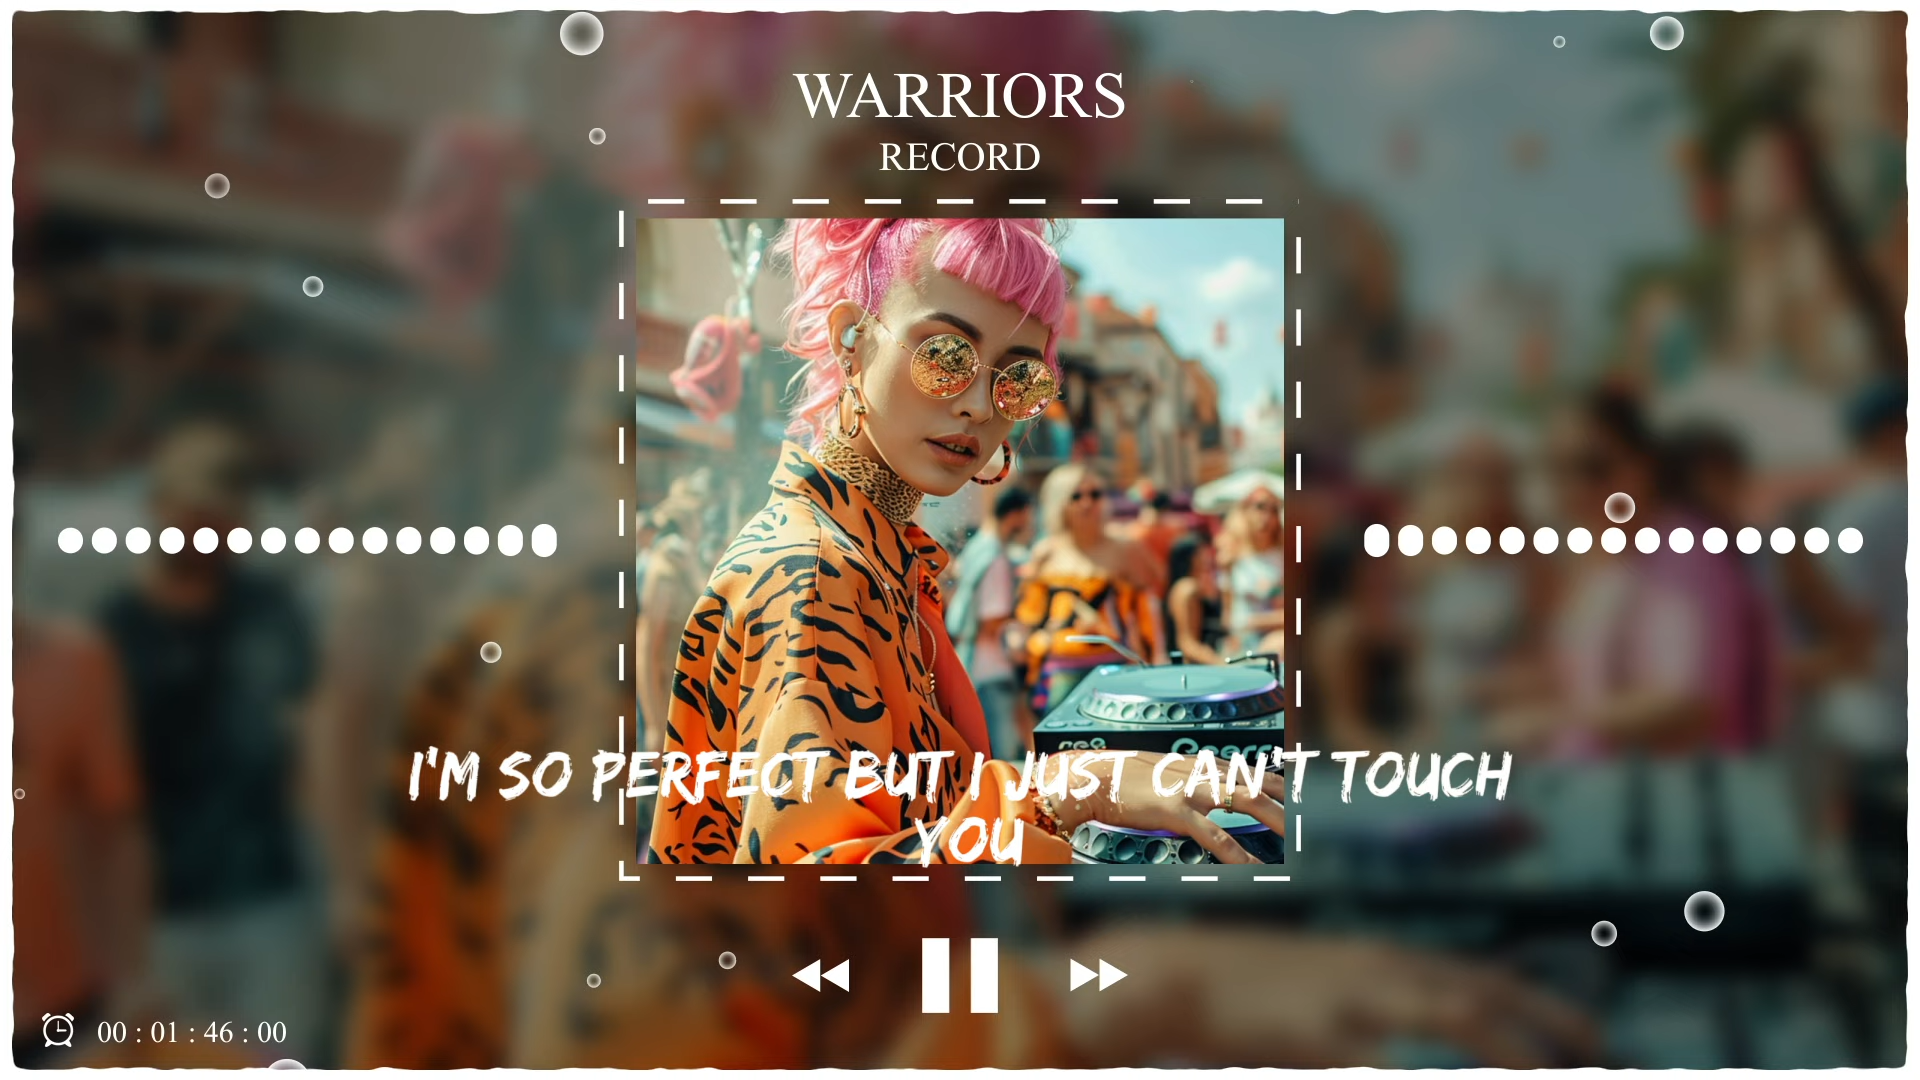 WARRIORS
RECORD
I'M SO PERFECT BUT I JUST CAN'T TOUCH
YOU
00 : 01 : 46 : 00